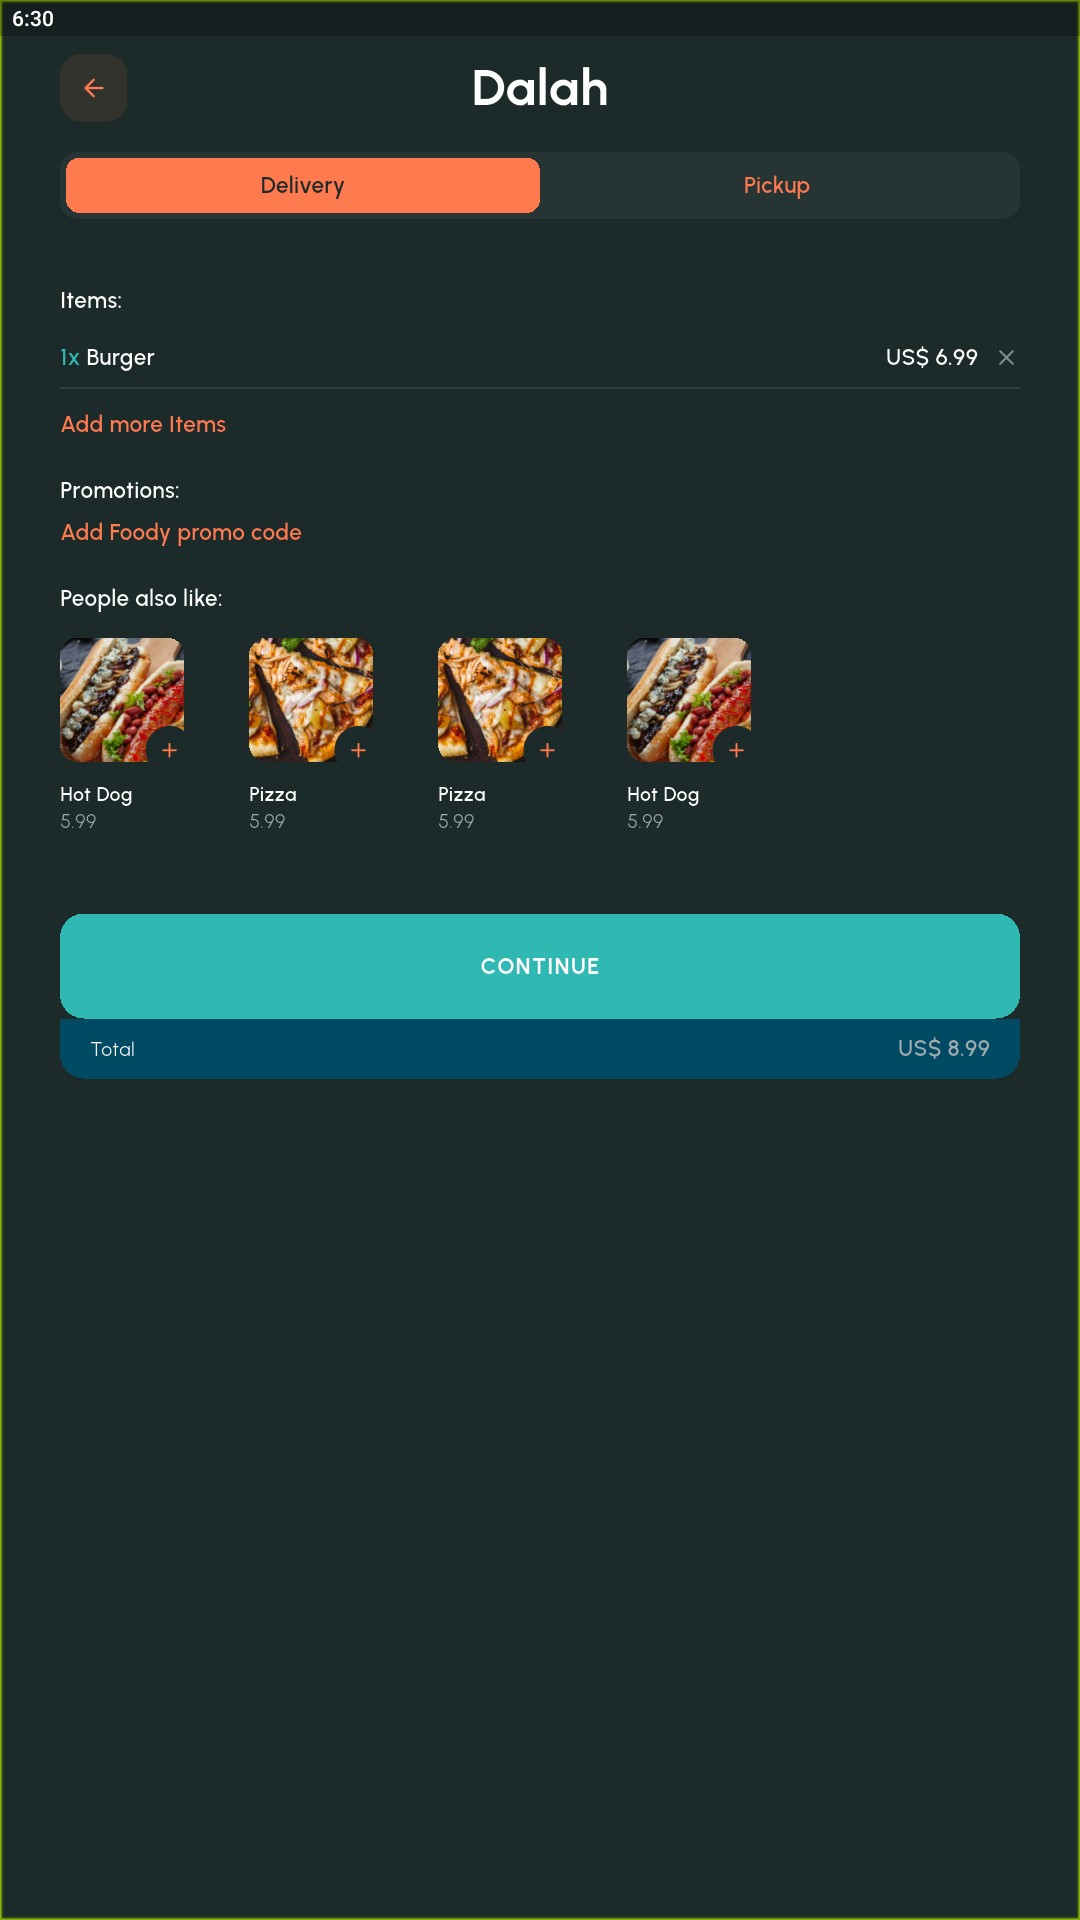 6:30
Dalah
Delivery
Pickup
Items:
1x Burger
US$ 6.99
Add more Items
Promotions:
Add Foody promo code
People also like:
Hot Dog
5.99
Pizza
5.99
Pizza
5.99
Hot Dog
5.99
CONTINUE
Total
US$ 8.99